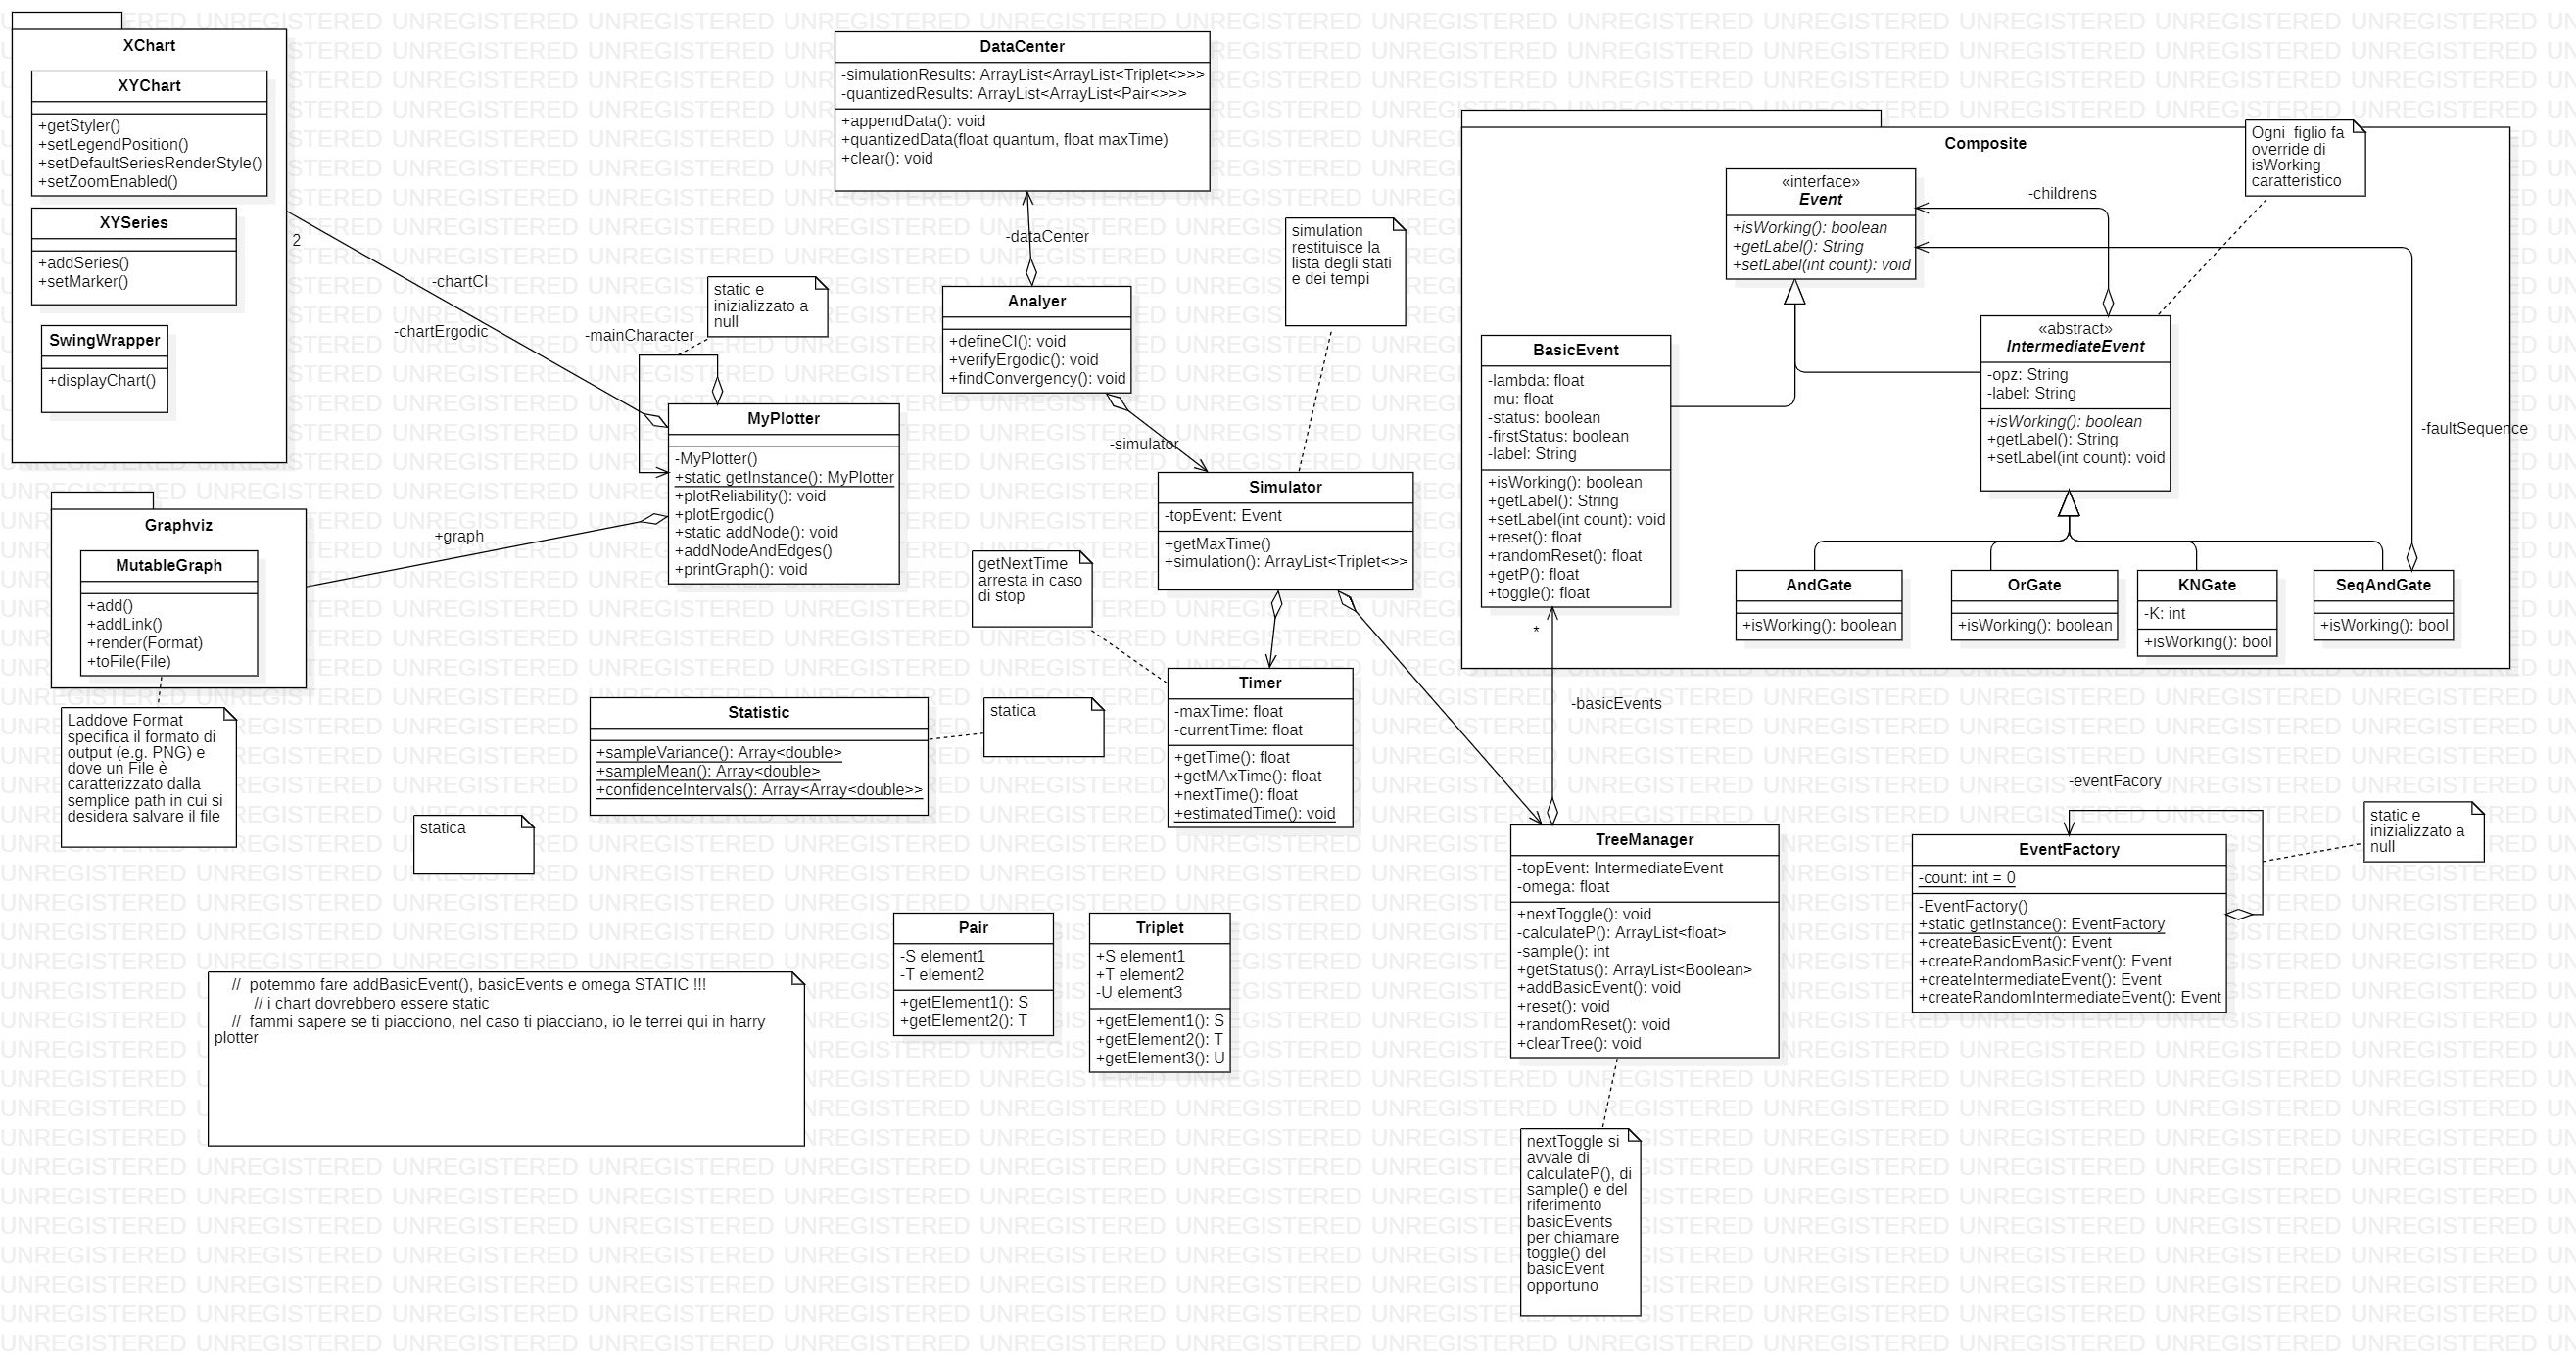 XChart
XYChart
+getStyler()
+setLegendPosition()
+setDefaultSeriesRenderStyle()
+setZoomEnabled()
XYSeries
+addSeries()
+setMarker()
SwingWrapper
+displayChart()
2
-chartCI
-chartErgodic
Graphviz
MutableGraph
+add()
+addLink()
+render(Format)
+toFile(File)
+graph
Laddove Format
specifica il formato di
output (e.g. PNG) e
dove un File è
caratterizzato dalla
semplice path in cui si
desidera salvare il file
static e
inizializzato a
null
-mainCharacter
MyPlotter
-MyPlotter()
+static getInstance(): MyPlotter
+plotReliability(): void
+plotErgodic()
+static addNode(): void
+addNodeAndEdges()
+printGraph(): void
DataCenter
-simulationResults: ArrayList<ArrayList<Triplet<>>>
-quantizedResults: ArrayList<ArrayList<Pair<>>>
+appendData(): void
+quantizedData(float quantum, float maxTime)
+clear(): void
-dataCenter
Analyer
+defineCI(): void
+verifyErgodic(): void
+findConvergency(): void
-simulator
simulation
restituisce la
lista degli stati
e dei tempi
Simulator
-topEvent: Event
+getMaxTime()
+simulation(): ArrayList<Triplet<>>
getNextTime
arresta in caso
di stop
Timer
-maxTime: float
-currentTime: float
+getTime(): float
+getMAxTime(): float
+nextTime(): float
+estimatedTime(): void
Statistic
+sampleVariance(): Array<double>
+sampleMean(): Array<double>
+confidenceIntervals(): Array<Array<double>>
statica
statica
// potemmo fare addBasicEvent(), basicEvents e omega STATIC !!!
// i chart dovrebbero essere static
// fammi sapere se ti piacciono, nel caso ti piacciano, io le terrei qui in harry
plotter
Pair
-S element1
-T element2
+getElement1(): S
+getElement2(): T
Triplet
+S element1
+T element2
-U element3
+getElement1(): S
+getElement2(): T
+getElement3(): U
Composite
«interface»
Event
+isWorking(): boolean
+getLabel(): String
+setLabel(int count): void
-childrens
Ogni  figlio fa
override di
isWorking
caratteristico
BasicEvent
-lambda: float
-mu: float
-status: boolean
-firstStatus: boolean
-label: String
+isWorking(): boolean
+getLabel(): String
+setLabel(int count): void
+reset(): float
+randomReset(): float
+getP(): float
+toggle(): float
«abstract»
IntermediateEvent
-opz: String
-label: String
+isWorking(): boolean
+getLabel(): String
+setLabel(int count): void
-faultSequence
AndGate
+isWorking(): boolean
OrGate
+isWorking(): boolean
KNGate
-K: int
+isWorking(): bool
SeqAndGate
+isWorking(): bool
*
-basicEvents
TreeManager
-topEvent: IntermediateEvent
-omega: float
+nextToggle(): void
-calculateP(): ArrayList<float>
-sample(): int
+getStatus(): ArrayList<Boolean>
+addBasicEvent(): void
+reset(): void
+randomReset(): void
+clearTree(): void
nextToggle si
avvale di
calculateP(), di
sample() e del
riferimento
basicEvents
per chiamare
toggle() del
basicEvent
opportuno
-eventFacory
EventFactory
-count: int = 0
-EventFactory()
+static getInstance(): EventFactory
+createBasicEvent(): Event
+createRandomBasicEvent(): Event
+createIntermediateEvent(): Event
+createRandomIntermediateEvent(): Event
static e
inizializzato a
null
UNREGISTERED